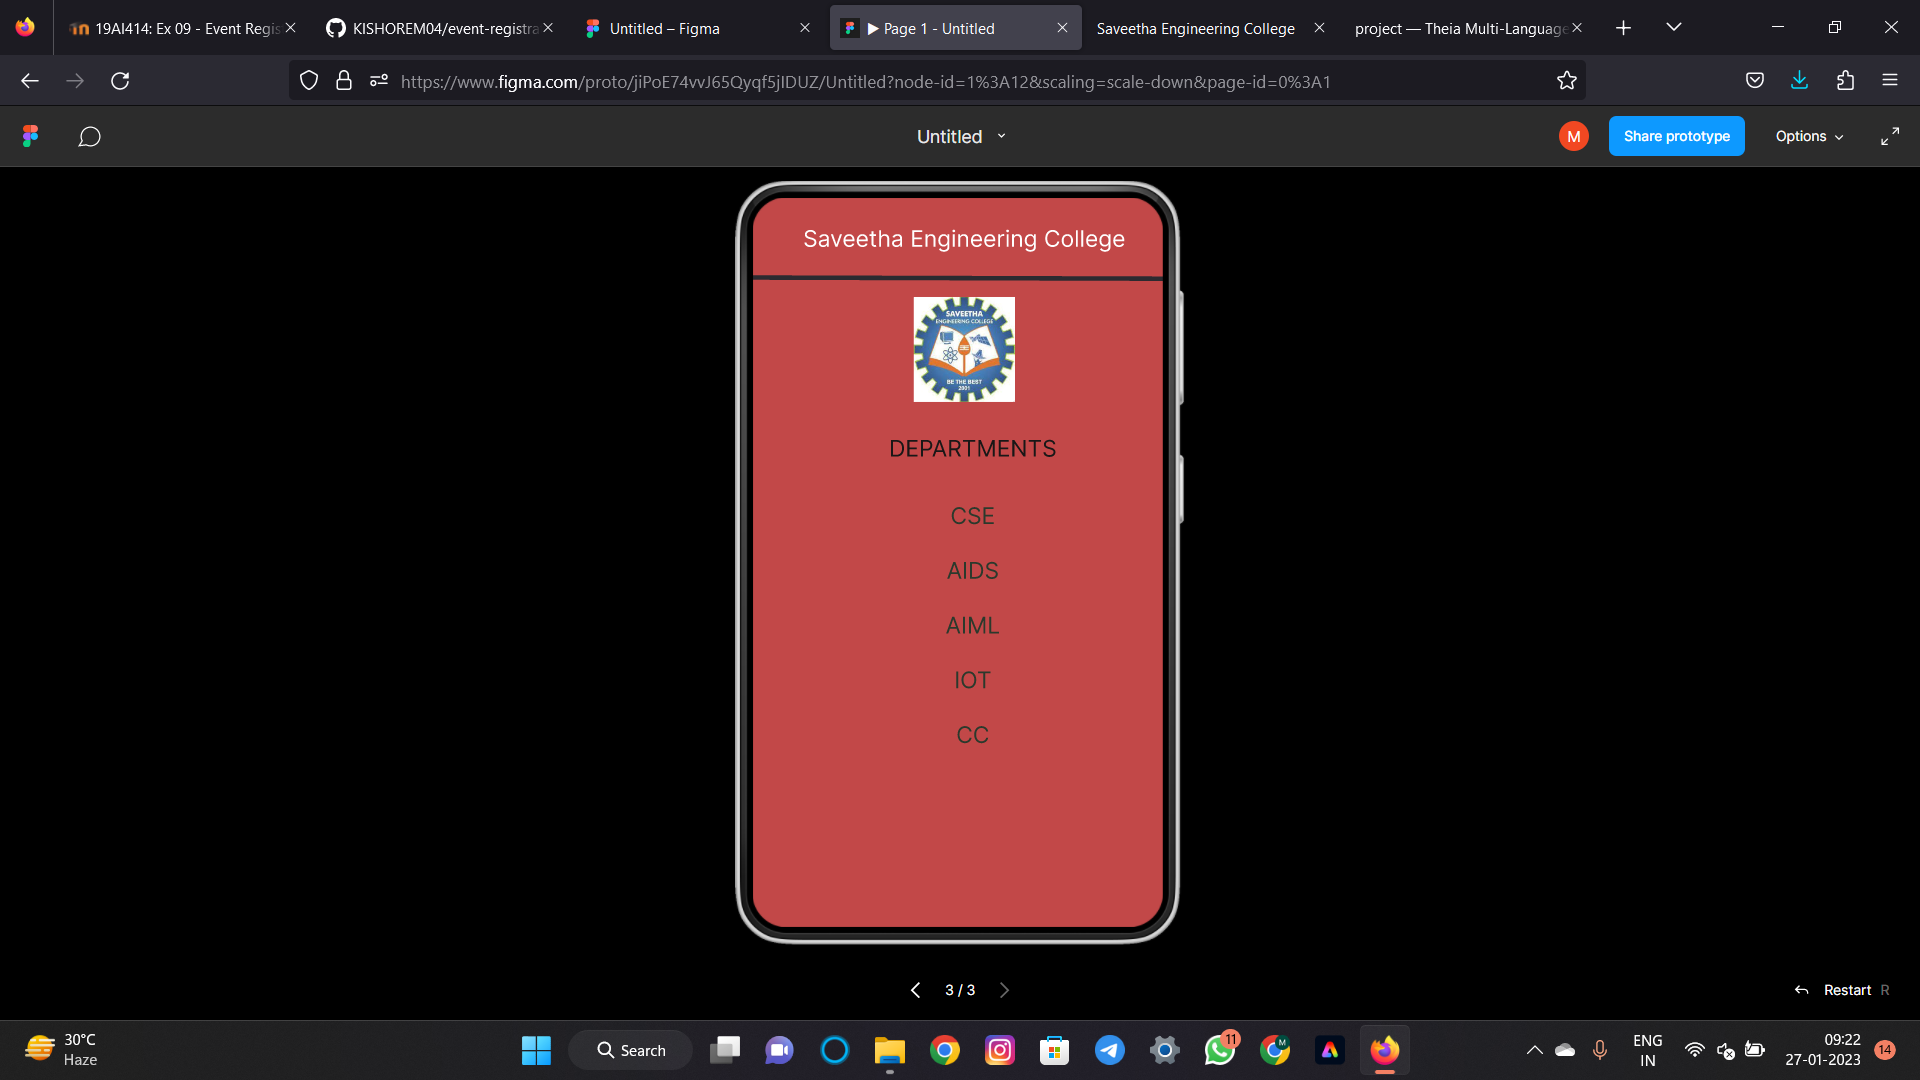 19AI414: Ex 09 - Event Regis
KISHOREM04/event-registra
Untitled – Figma
▶ Page 1 - Untitled
Saveetha Engineering College
project — Theia Multi-Language
https://www.figma.com/proto/jiPoE74vvJ65Qyqf5jIDUZ/Untitled?node-id=1%3A12&scaling=scale-down&page-id=0%3A1
Untitled
M
Share prototype
Options
Saveetha Engineering College
SAVEETHA
ENGINEERING COLLEGE
BE THE BEST
2001
DEPARTMENTS
CSE
AIDS
AIML
IOT
CC
3 / 3
Restart R
30°C
Haze
Search
11
M
ENG
IN
09:22
27-01-2023
14